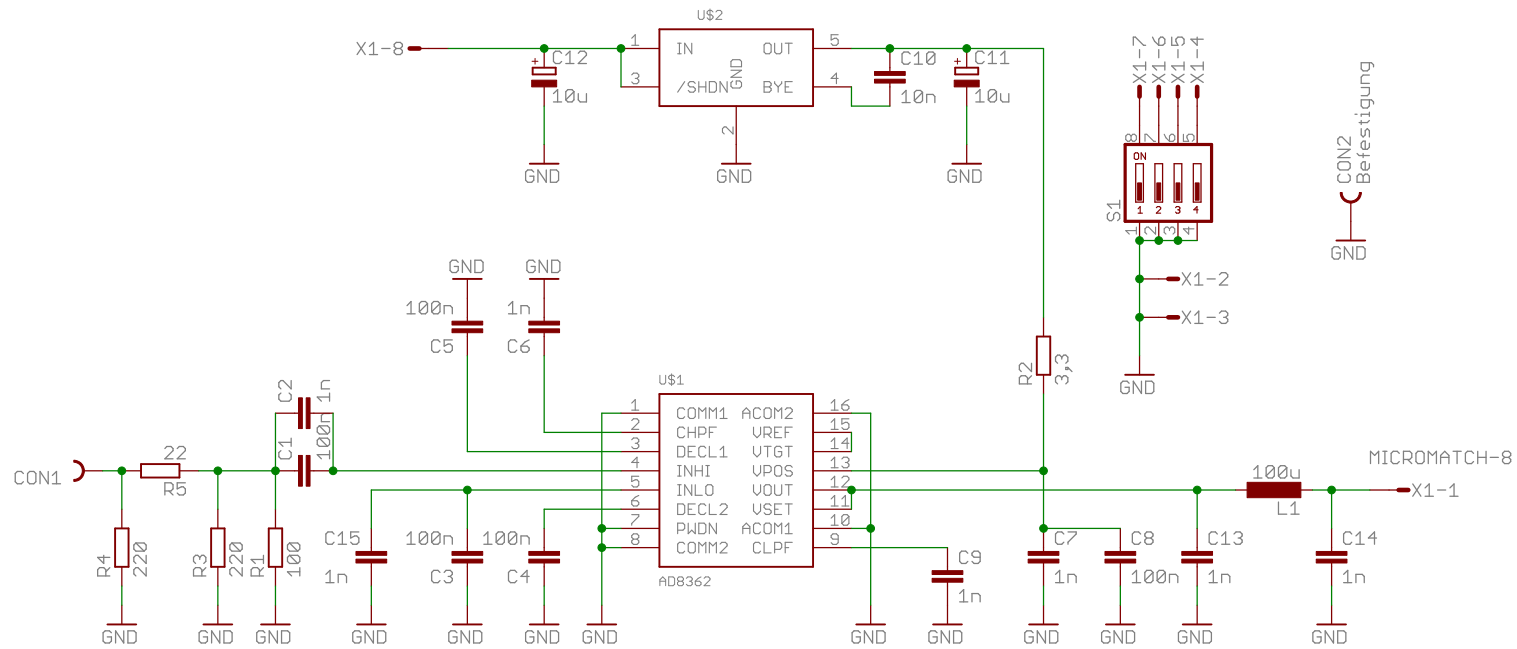 U$2
X1-8
C12
+
10u
1
IN
OUT
5
3
/SHDN
GND
BYE
4
2
C10
10n
C11
+
10u
GND
GND
GND
X1-7
X1-6
X1-5
X1-4
8
7
6
5
ON
1
2
3
4
S1
1
2
3
4
X1-2
X1-3
GND
CON2
Befestigung
GND
GND
GND
100n
1n
C5
C6
R2
3,3
C2
1n
C1
100n
U$1
1
COMM1
ACOM2
16
2
CHPF
VREF
15
3
DECL1
VTGT
14
4
INHI
VPOS
13
5
INLO
VOUT
12
6
DECL2
VSET
11
7
PWDN
ACOM1
10
8
COMM2
CLPF
9
AD8362
CON1
22
R5
R4
220
R3
220
R1
100
C15
1n
100n
C3
100n
C4
C9
1n
C7
1n
C8
100n
C13
1n
100u
L1
MICROMATCH-8
X1-1
C14
1n
GND
GND
GND
GND
GND
GND
GND
GND
GND
GND
GND
GND
GND